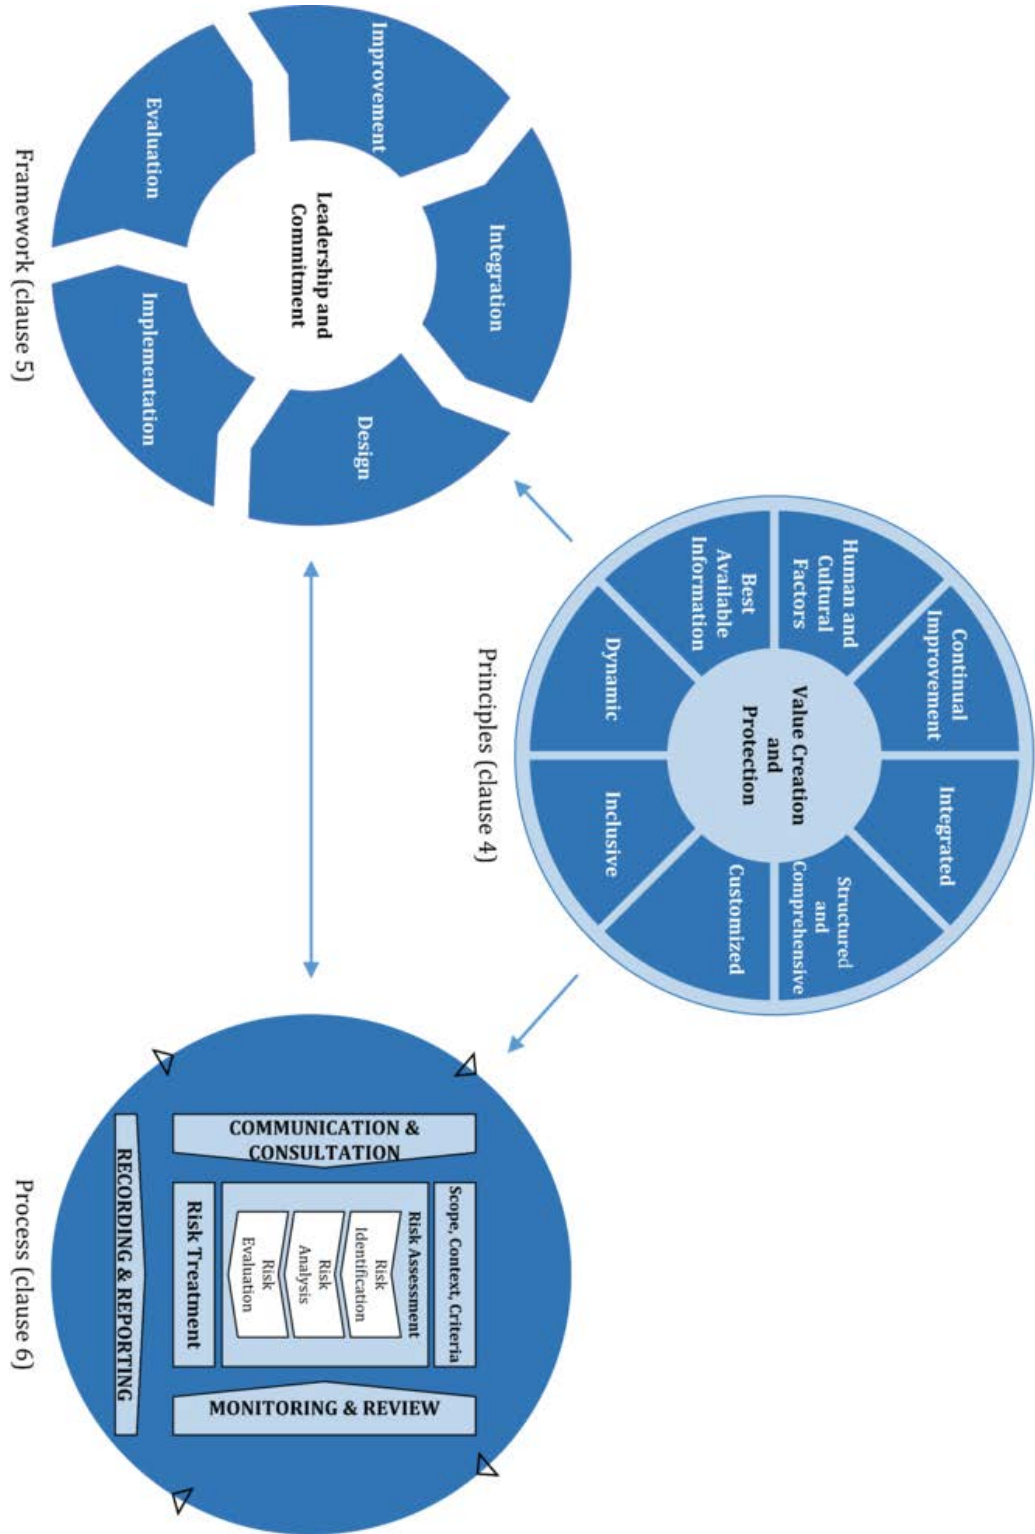 Continual
Improvement
Integrated
Human and
Cultural
Factors
Structured
and
Comprehensive
Value Creation
and
Protection
Best
Available
Information
Customized
Dynamic
Inclusive
Principles (clause 4)
Integration
Improvement
Design
Leadership and
Commitment
Evaluation
Implementation
Framework (clause 5)
Scope, Context, Criteria
Risk Assessment
Risk
Identification
Risk
Analysis
Risk
Evaluation
Risk Treatment
COMMUNICATION &
CONSULTATION
MONITORING & REVIEW
RECORDING & REPORTING
Process (clause 6)